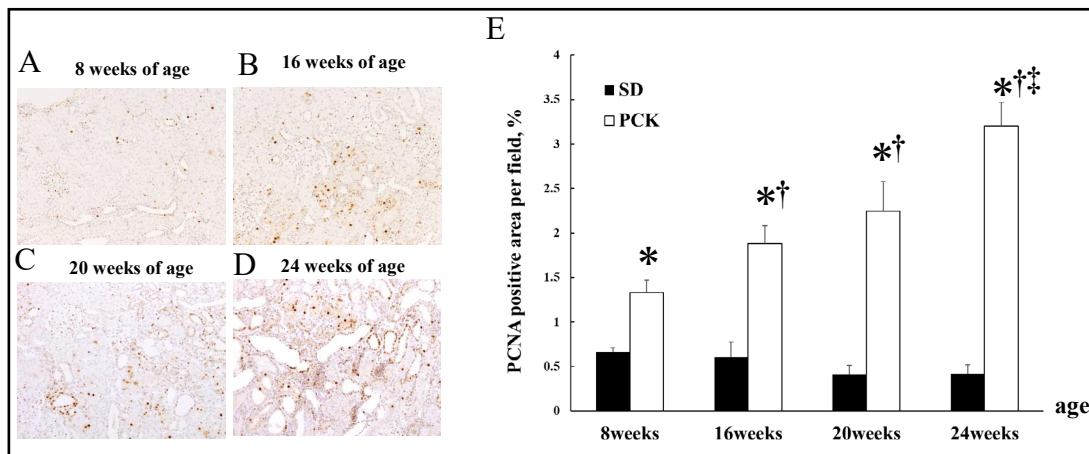 A
8 weeks of age
B
16 weeks of age
C
20 weeks of age
D
24 weeks of age
E
PCNA positive area per field, %
4
3.5
3
2.5
2
1.5
1
0.5
0
SD
PCK
*
*†
*†
*†‡
8weeks
16weeks
20weeks
24weeks
age